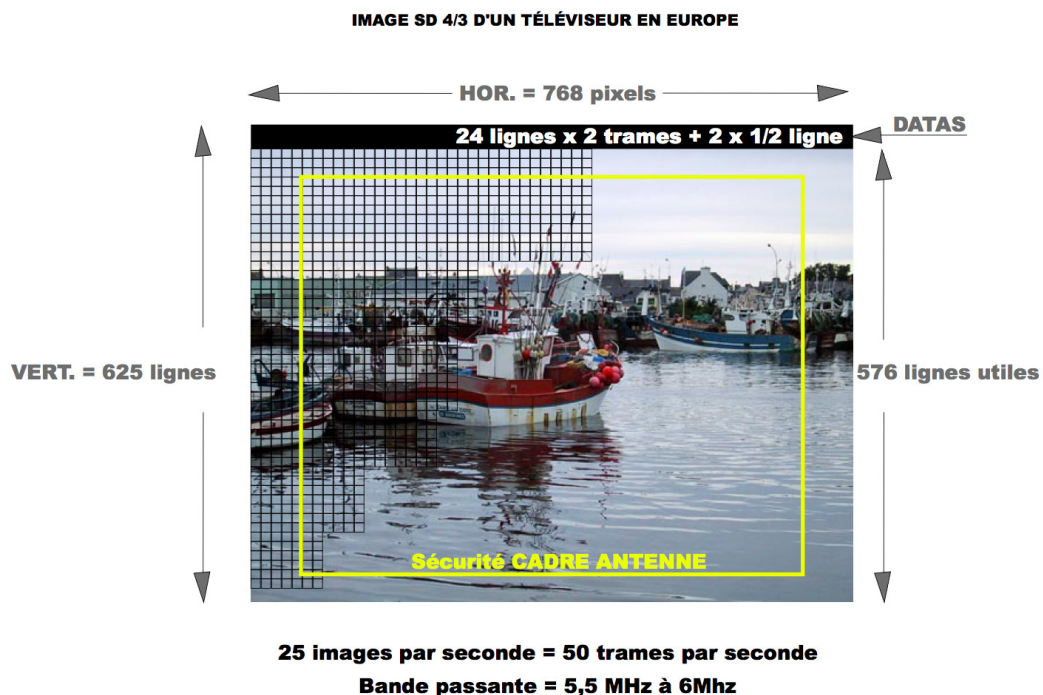 IMAGE SD 4/3 D'UN TÉLÉVISEUR EN EUROPE
HOR. = 768 pixels
24 lignes x 2 trames + 2 x 1/2 ligne
DATAS
VERT. = 625 lignes
576 lignes utiles
Sécurité CADRE ANTENNE
25 images par seconde = 50 trames par seconde
Bande passante = 5,5 MHz à 6Mhz